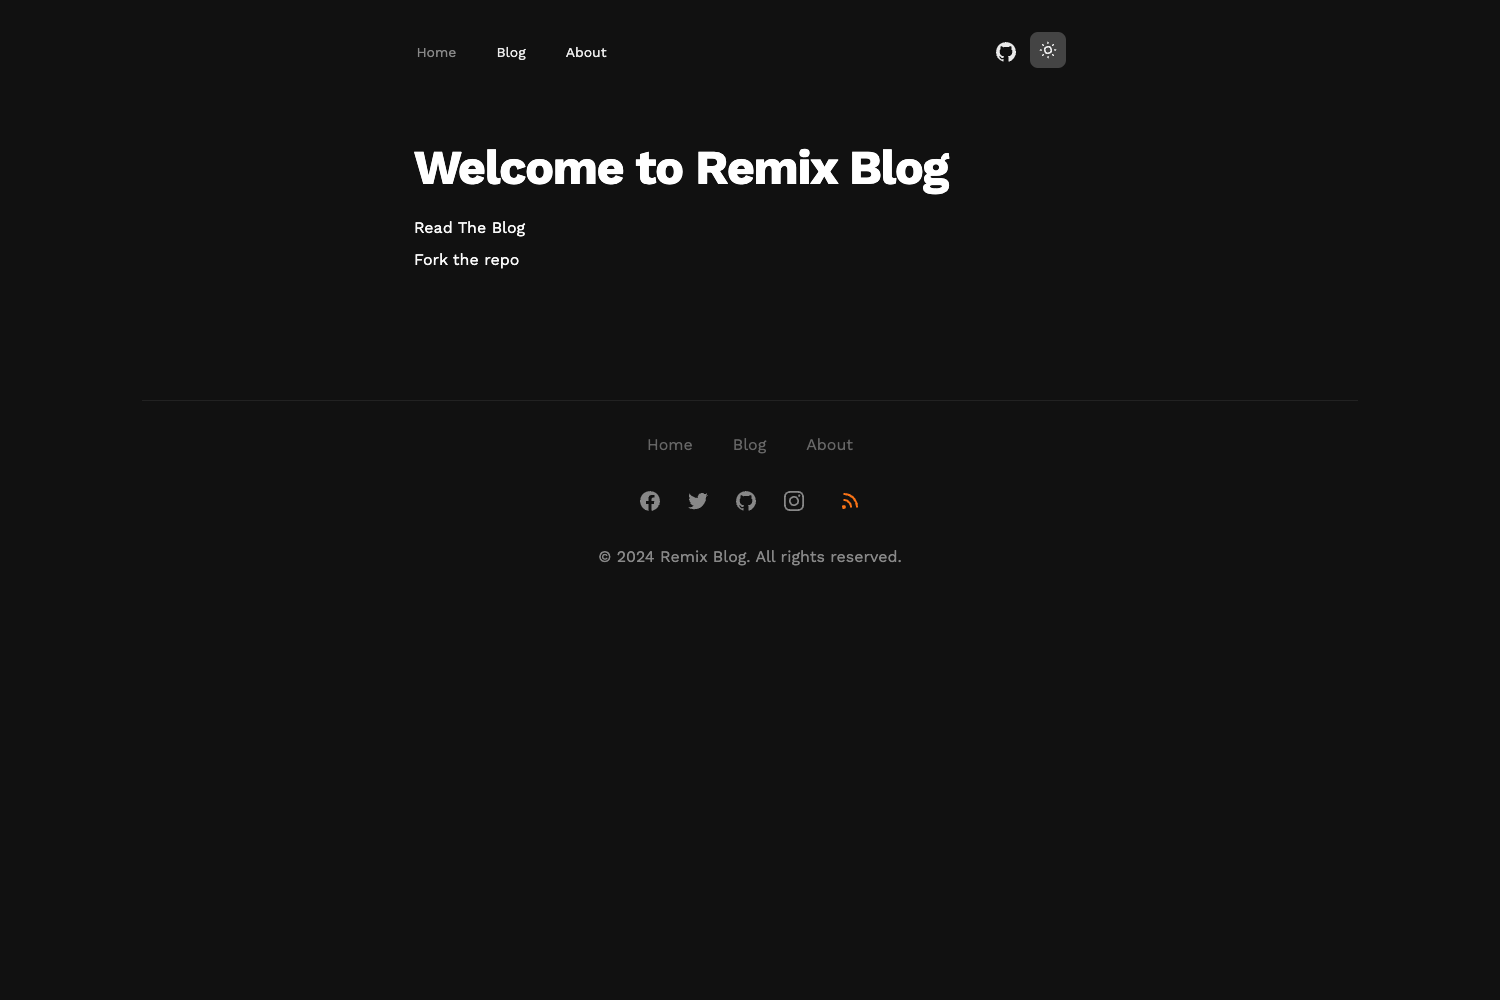 Home Blog About
Welcome to Remix Blog
Read The Blog
Fork the repo
Home Blog About
© 2024 Remix Blog. All rights reserved.